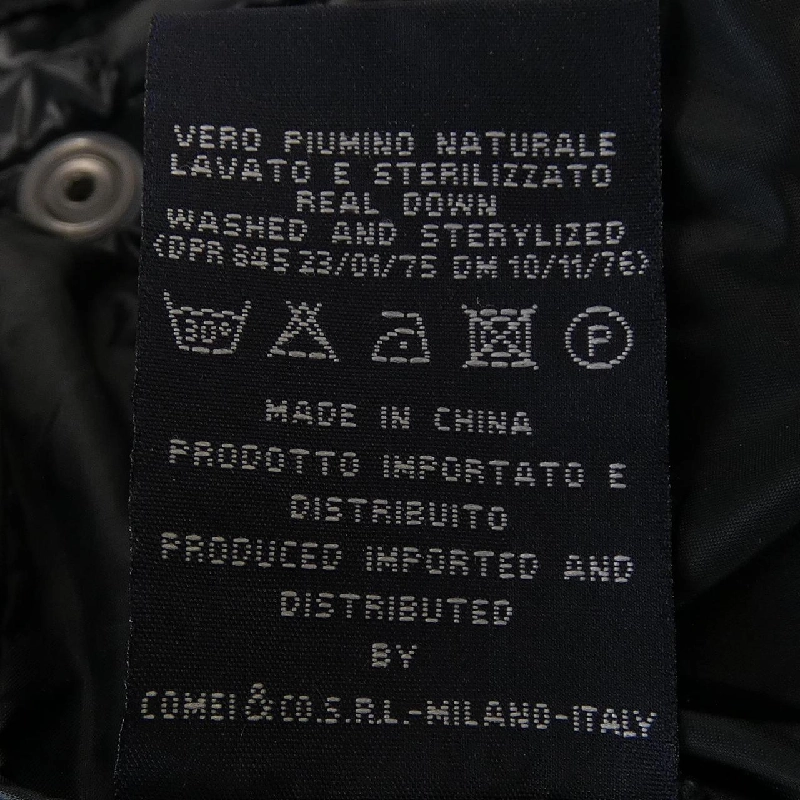 VERO PIUMINO NATURALE
LAVATO E STERILIZZATO
REAL DOWN
WASHED AND STERYLIZED
(DPR 845 23/01/75 DM 10/11/76)
30° P
MADE IN CHINA
PRODOTTO IMPORTATO E
DISTRIBUITO
PRODUCED IMPORTED AND
DISTRIBUTED
BY
COMEI & CO.S.R.L.-MILANO-ITALY